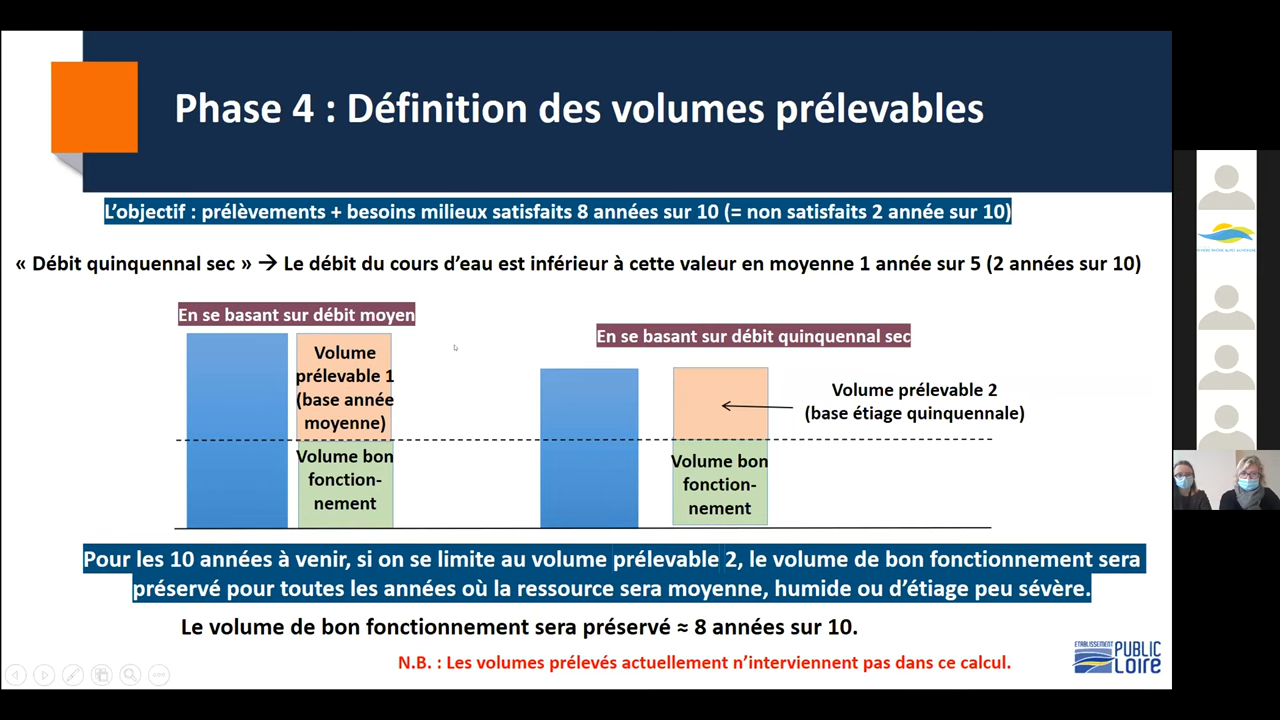 Phase 4 : Définition des volumes prélevables
L'objectif : prélèvements + besoins milieux satisfaits 8 années sur 10 (= non satisfaits 2 année sur 10)
« Débit quinquennal sec » → Le débit du cours d'eau est inférieur à cette valeur en moyenne 1 année sur 5 (2 années sur 10)
En se basant sur débit moyen
Volume
prélevable 1
(base année
moyenne)
Volume bon
fonction-
nement
En se basant sur débit quinquennal sec
Volume prélevable 2
(base étiage quinquennale)
Volume bon
fonction-
nement
Pour les 10 années à venir, si on se limite au volume prélevable 2, le volume de bon fonctionnement sera
préservé pour toutes les années où la ressource sera moyenne, humide ou d'étiage peu sévère.
Le volume de bon fonctionnement sera préservé ≈ 8 années sur 10.
N.B. : Les volumes prélevés actuellement n'interviennent pas dans ce calcul.
ETABLISSEMENT
PUBLIC
LOIRE